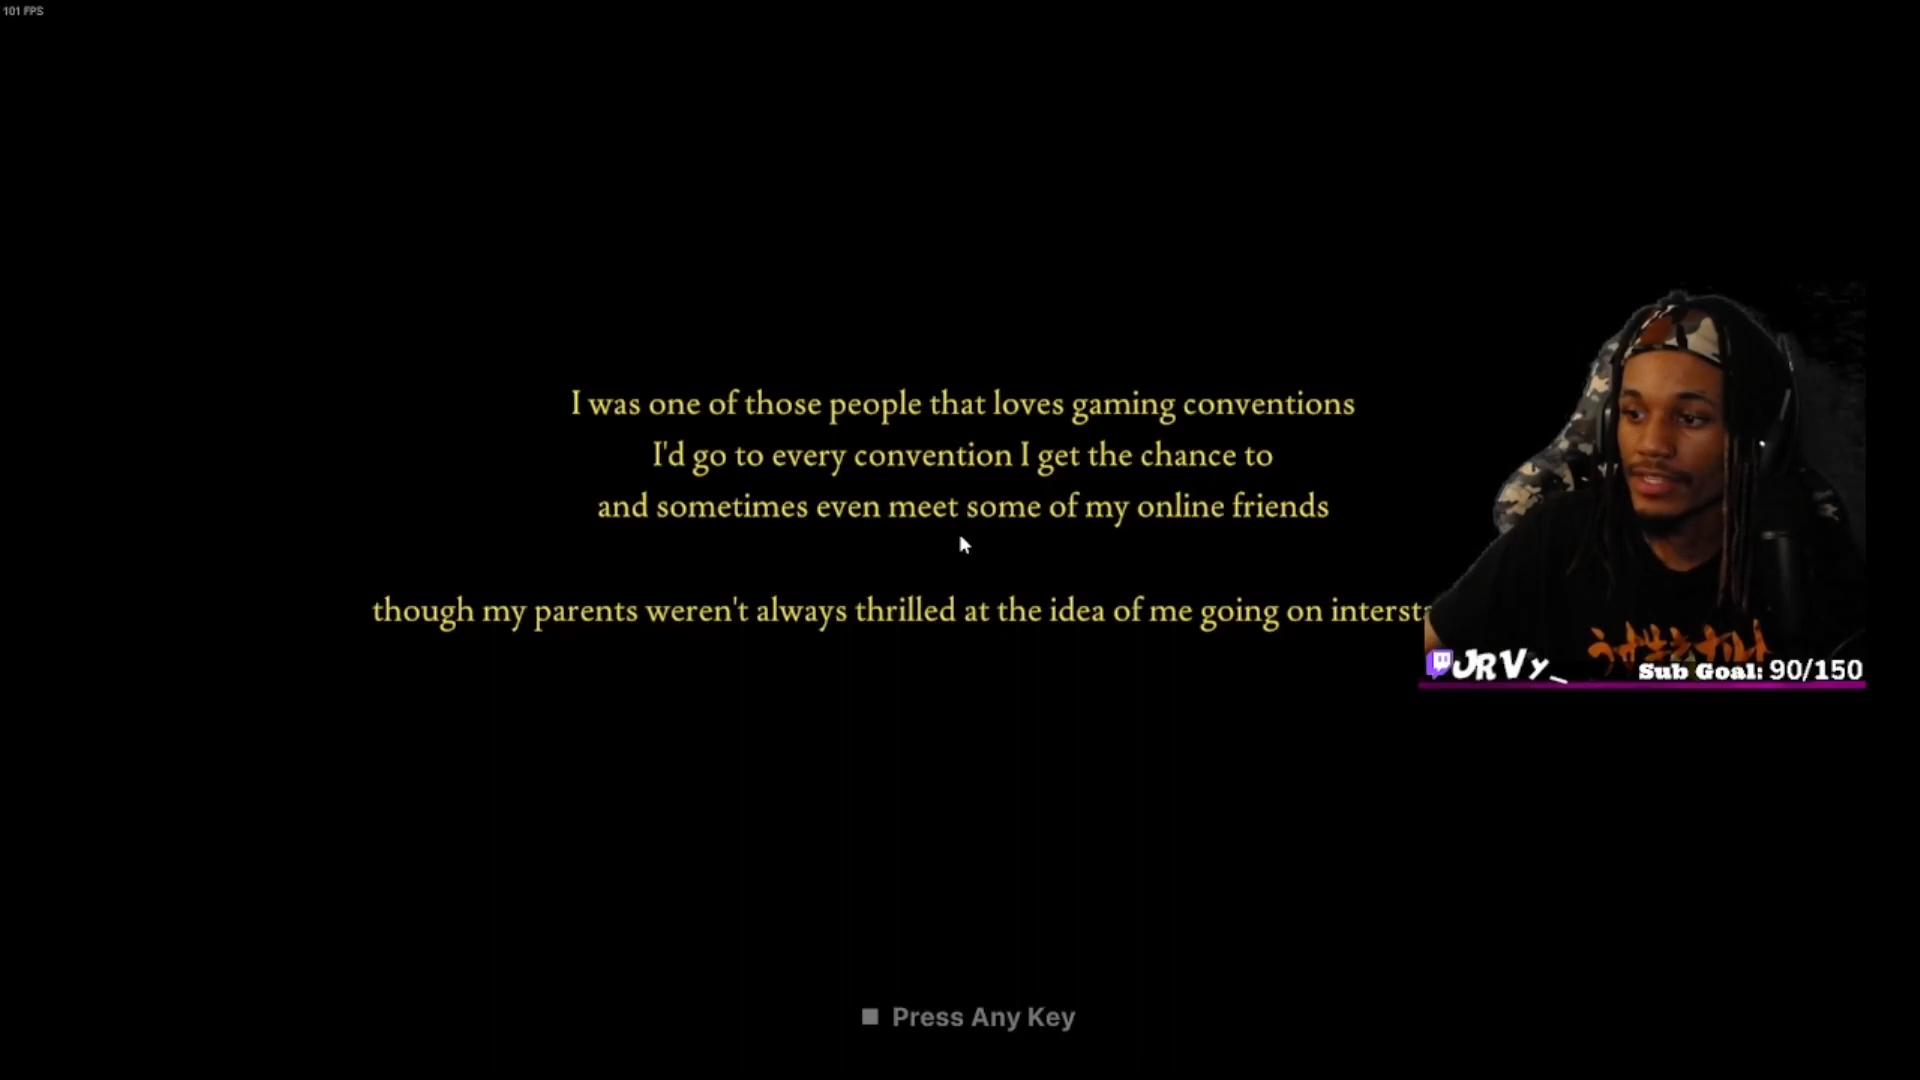 101 FPS
I was one of those people that loves gaming conventions
I'd go to every convention I get the chance to
and sometimes even meet some of my online friends
though my parents weren't always thrilled at the idea of me going on
JRVy_
Sub Goal: 90/150
Press Any Key